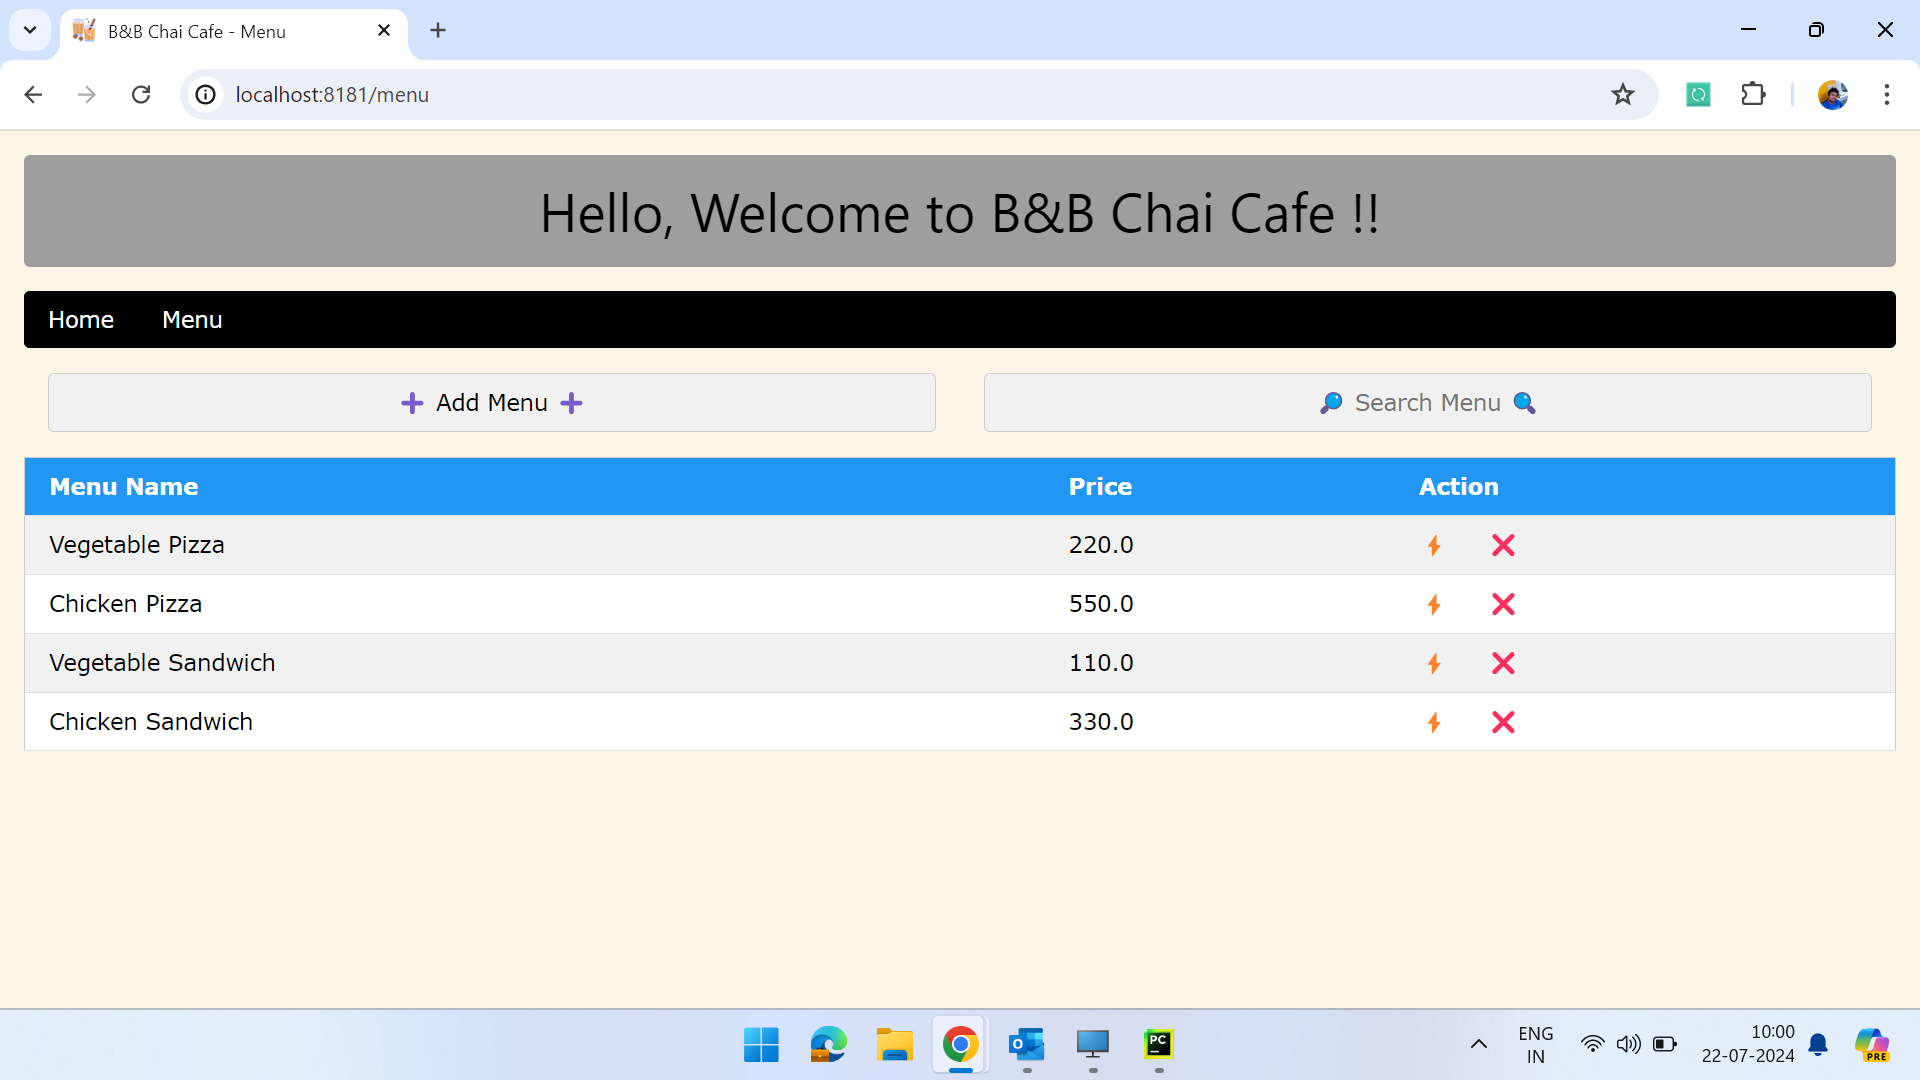 B&B Chai Cafe - Menu
localhost:8181/menu
Hello, Welcome to B&B Chai Cafe !!
Home Menu
➕ Add Menu ➕ 🔎 Search Menu 🔍
Menu Name Price Action
Vegetable Pizza 220.0
Chicken Pizza 550.0
Vegetable Sandwich 110.0
Chicken Sandwich 330.0
ENG
IN
10:00
22-07-2024
PC
PRE